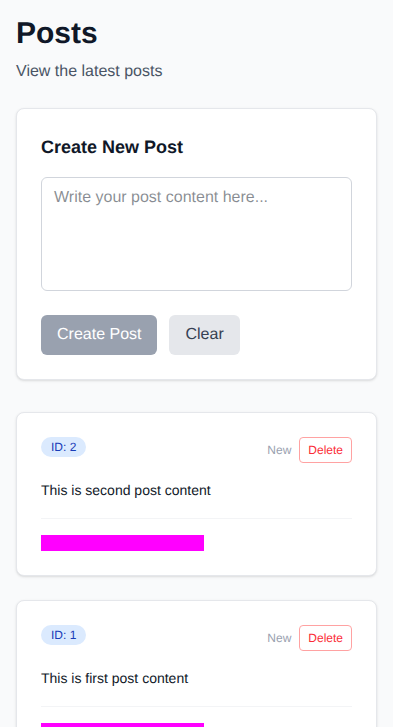 Posts
View the latest posts
Create New Post
Write your post content here...
Create Post
Clear
ID: 2
New
Delete
This is second post content
ID: 1
New
Delete
This is first post content